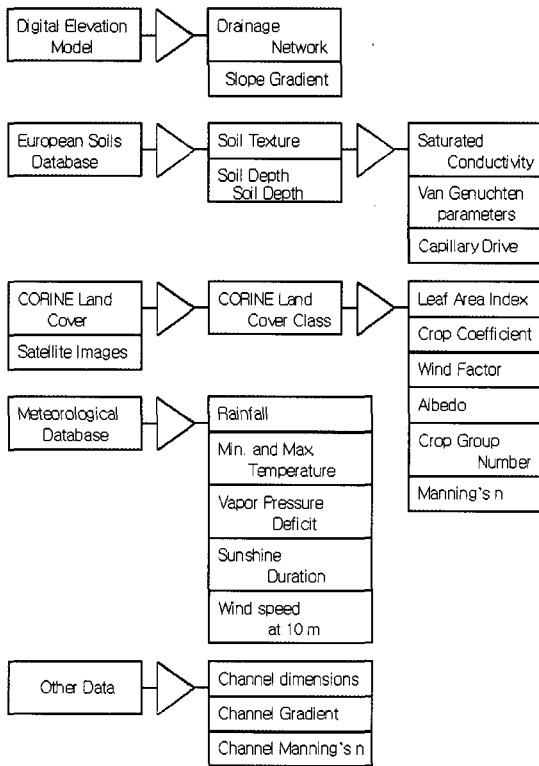 Digital Elevation
Model
Drainage
Network
Slope Gradient
European Soils
Database
Soil Texture
Soil Depth
Soil Depth
Saturated
Conductivity
Van Genuchten
parameters
Capillary Drive
CORINE Land
Cover
Satellite Images
CORINE Land
Cover Class
Leaf Area Index
Crop Coefficient
Wind Factor
Albedo
Crop Group
Number
Manning's n
Meteorological
Database
Rainfall
Min. and Max.
Temperature
Vapor Pressure
Deficit
Sunshine
Duration
Wind speed
at 10 m
Other Data
Channel dimensions
Channel Gradient
Channel Manning's n